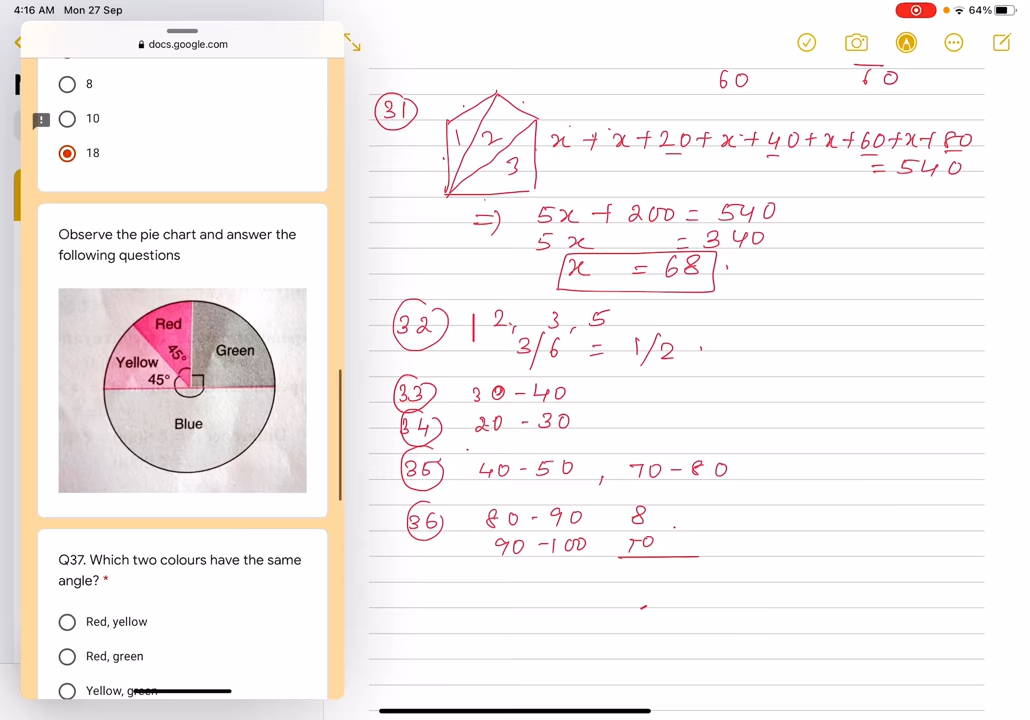 4:16 AM Mon 27 Sep
64%
docs.google.com
8
10
18
Observe the pie chart and answer the
following questions
Red
45°
Green
Yellow
45°
Blue
Q37. Which two colours have the same
angle? *
Red, yellow
Red, green
Yellow, green
60
60
31
1 2 3
x + x + 20 + x + 40 + x + 60 + x + 80
= 540
=) 5x + 200 = 540
5x = 340
x = 68
32 2, 3, 5
3/6 = 1/2
33 30 - 40
34 20 - 30
35 40 - 50, 70 - 80
36 80 - 90 8
90 - 100 10